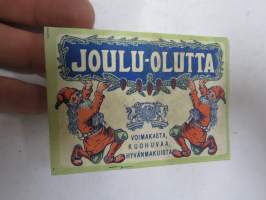 JOULU-OLUTTA
VOIMAKASTA,
KUOHUVAA,
HYVÄNMAKUISTA